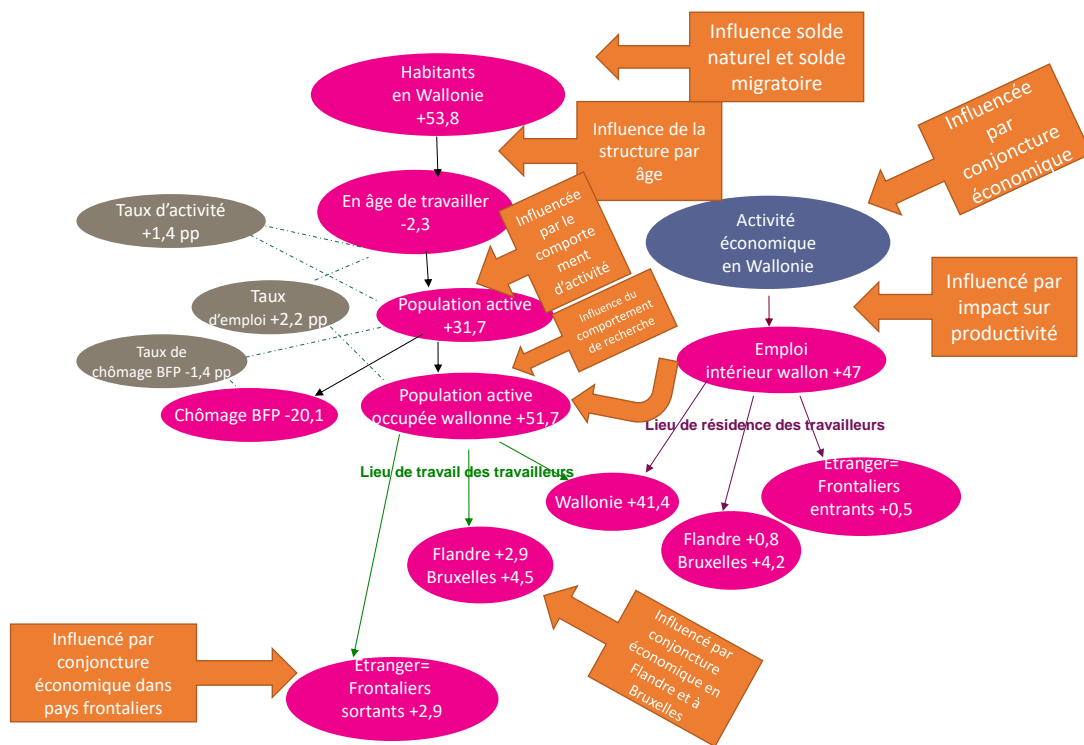 Influence solde
naturel et solde
migratoire
Habitants
en Wallonie
+53,8
Influence de la
structure par
âge
Influencée
par
conjoncture
économique
En âge de travailler
-2,3
Taux d'activité
+1,4 pp
Influencée
par le
comporte
ment
d'activité
Activité
économique
en Wallonie
Taux
d'emploi +2,2 pp
Population active
+31,7
Influence du
comportement
de recherche
Influencé par
impact sur
productivité
Taux de
chômage BFP -1,4 pp
Emploi
intérieur wallon +47
Chômage BFP -20,1
Population active
occupée wallonne +51,7
Lieu de résidence des travailleurs
Lieu de travail des travailleurs
Wallonie +41,4
Etranger=
Frontaliers
entrants +0,5
Flandre +0,8
Bruxelles +4,2
Flandre +2,9
Bruxelles +4,5
Influencé par
conjoncture
économique en
Flandre et à
Bruxelles
Influencé par
conjoncture
économique dans
pays frontaliers
Etranger=
Frontaliers
sortants +2,9